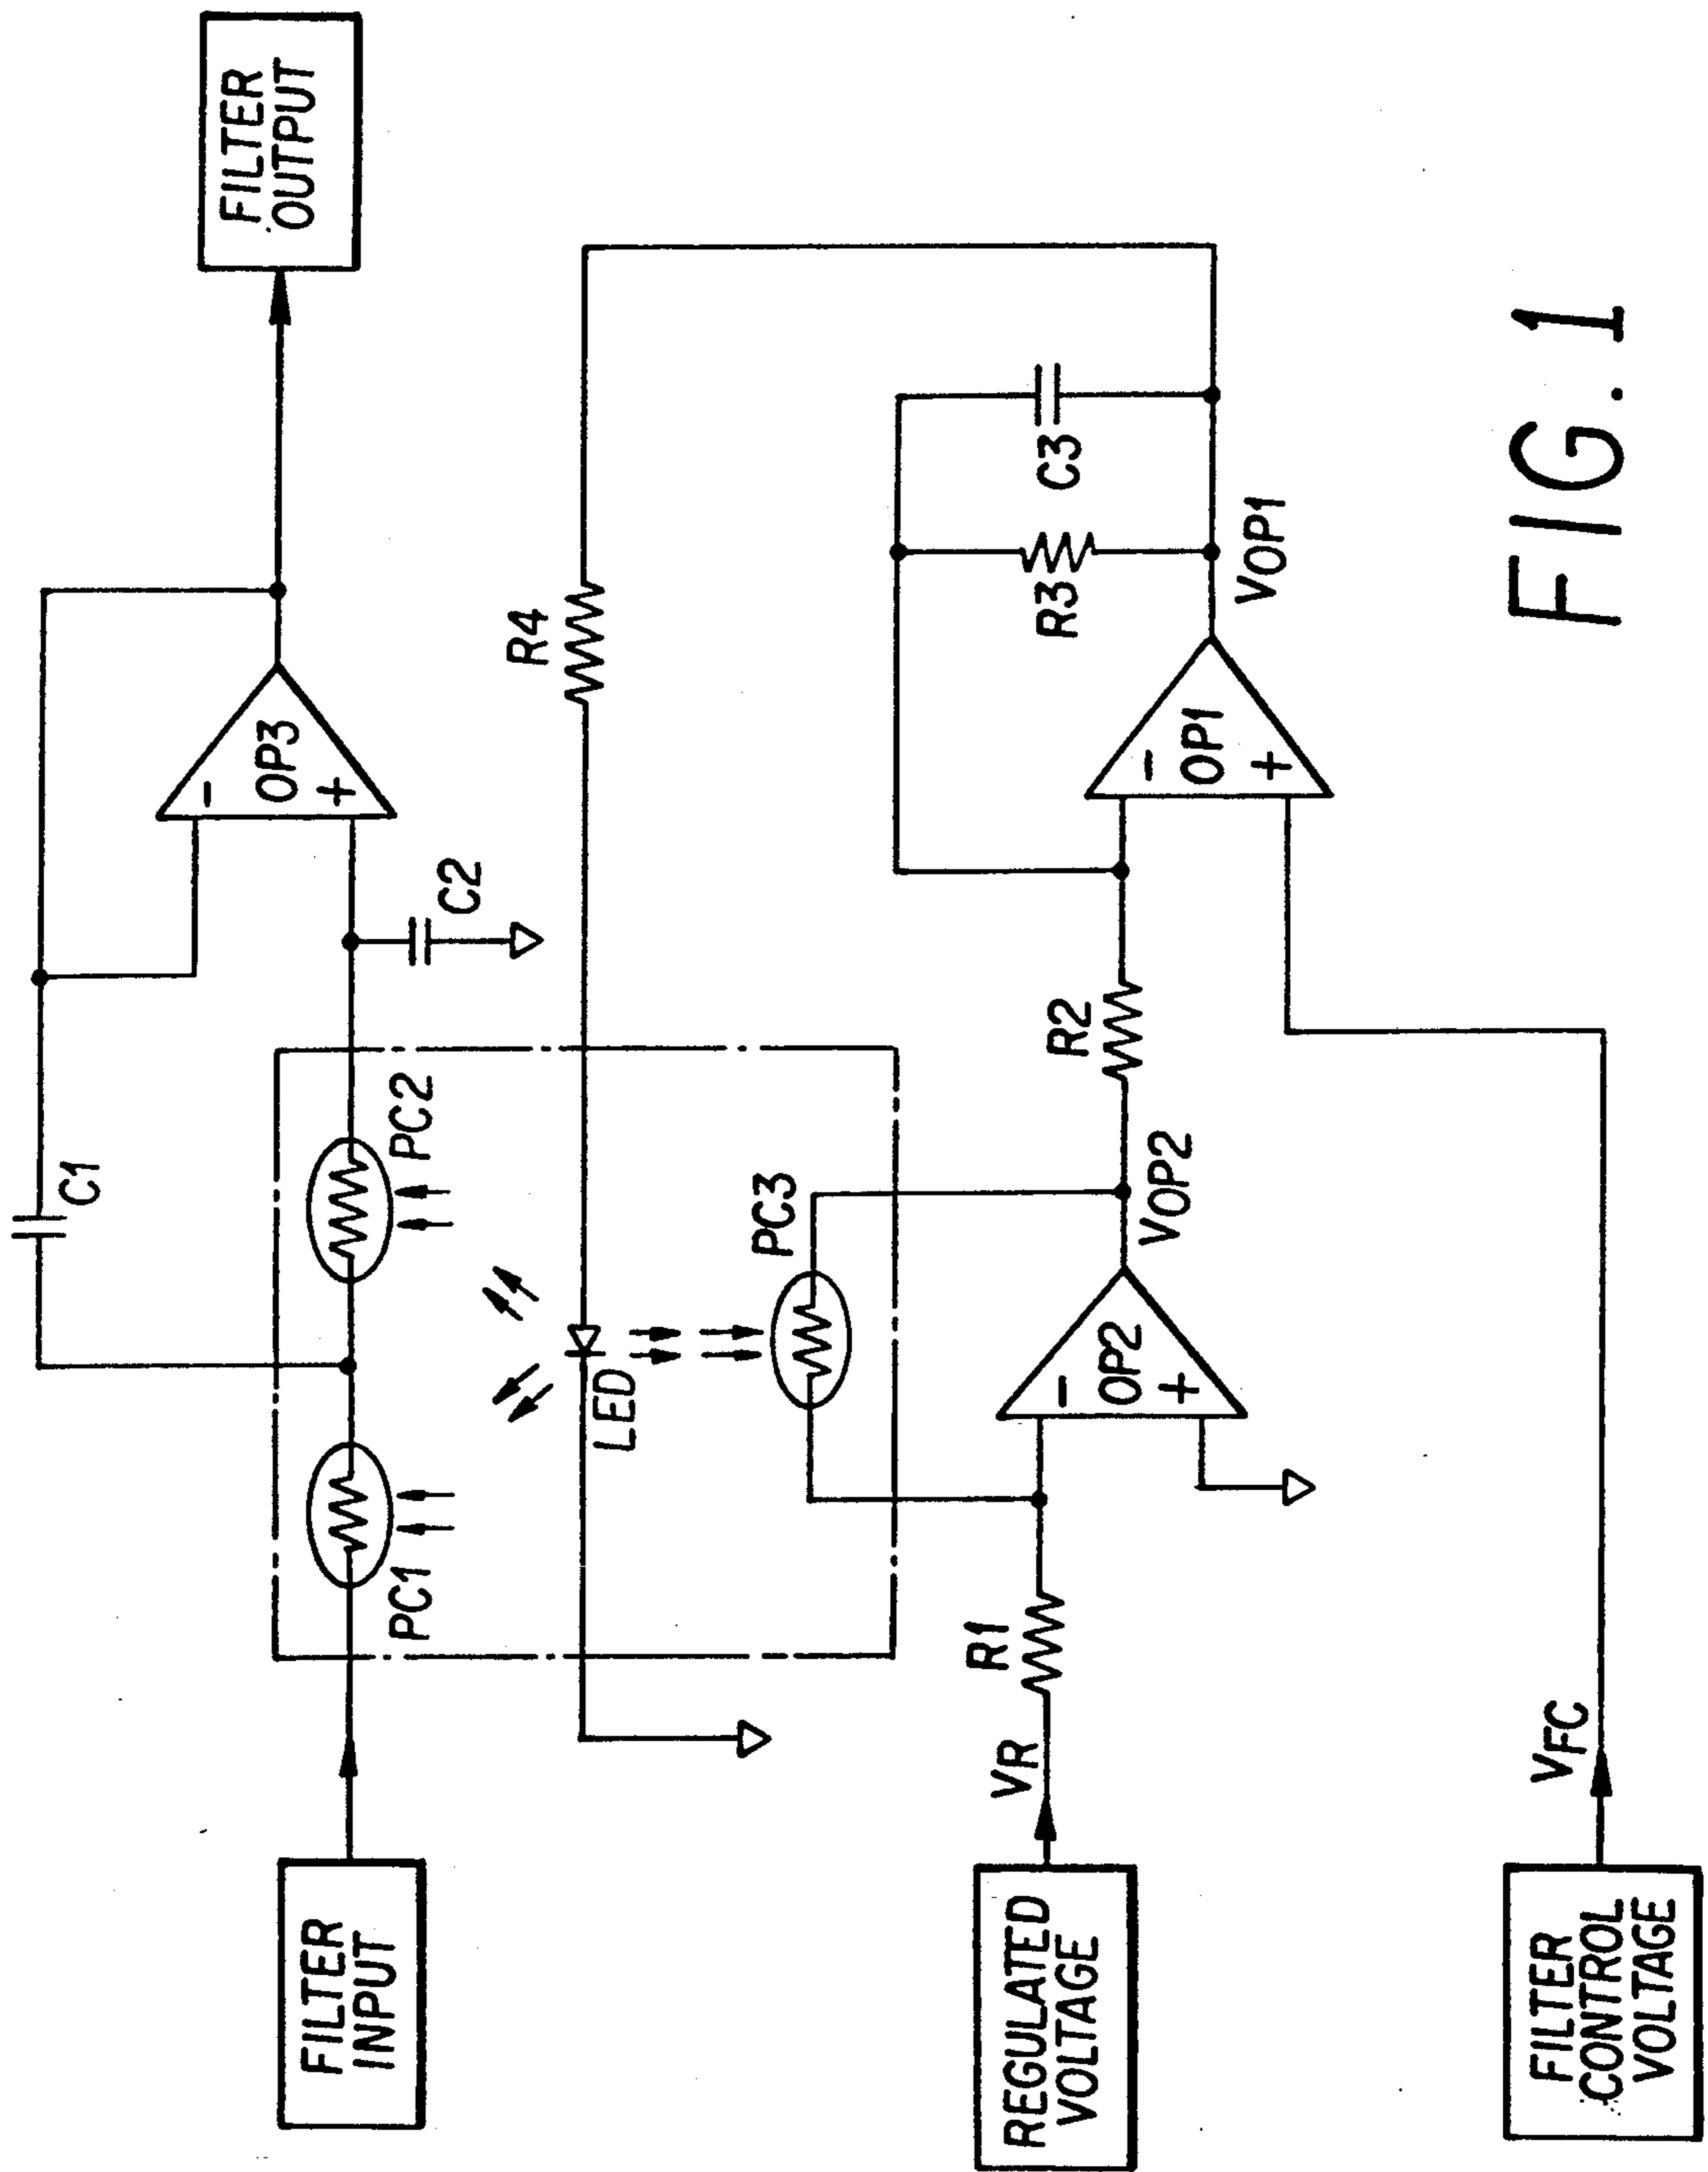 FILTER
INPUT
PC1
PC2
C1
C2
-
OP3
+
FILTER
OUTPUT
LED
R4
PC3
REGULATED
VOLTAGE
VR
R1
-
OP2
+
VOP2
R2
-
OP1
+
VOP1
R3
C3
FILTER
CONTROL
VOLTAGE
VFC
FIG. 1